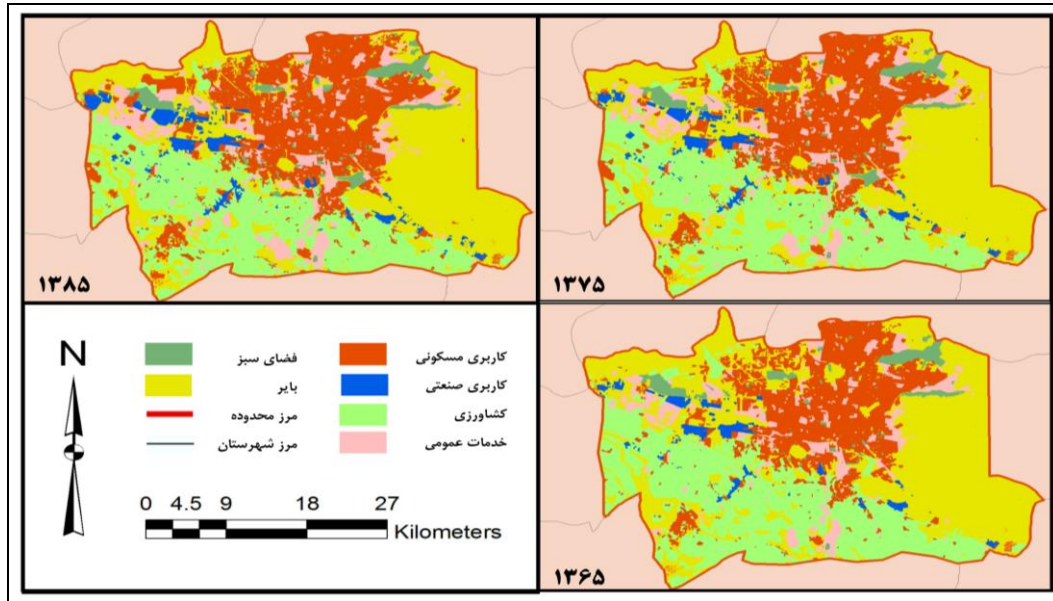 ۱۳۸۵
۱۳۷۵
N
فضای سبز
کاربری مسکونی
بایر
کاربری صنعتی
مرز محدوده
کشاورزی
مرز شهرستان
خدمات عمومی
0 4.5 9 18 27
Kilometers
۱۳۶۵